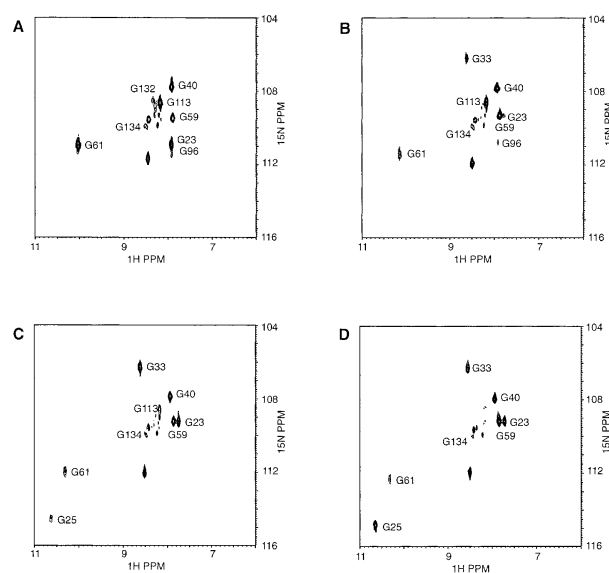 A
104
G132
G40
G113
108
G134
G59
G23
G61
G96
112
15N PPM
116
11
9
7
1H PPM
B
104
G33
G40
G113
108
G23
G134
G59
G96
G61
112
15N PPM
116
11
9
7
1H PPM
C
104
G33
G40
G113
108
G23
G134
G59
G61
112
G25
15N PPM
116
11
9
7
1H PPM
D
104
G33
G40
108
G23
G134
G59
G61
112
G25
15N PPM
116
11
9
7
1H PPM